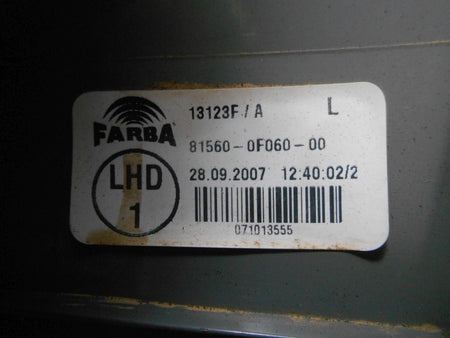 13123F / A L
FARBA
81560-0F060-00
LHD
1
28.09.2007 12:40:02/2
071013555